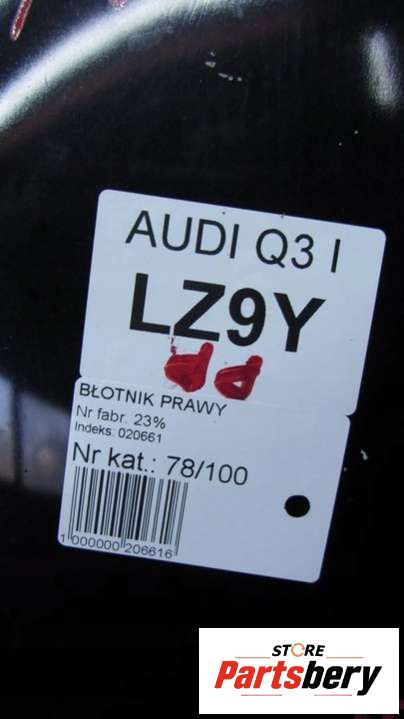 AUDI Q3 I
LZ9Y
BŁOTNIK PRAWY
Nr fabr. 23%
Indeks: 020661
Nr kat.: 78/100
1 000000 206616
STORE
Partsbery